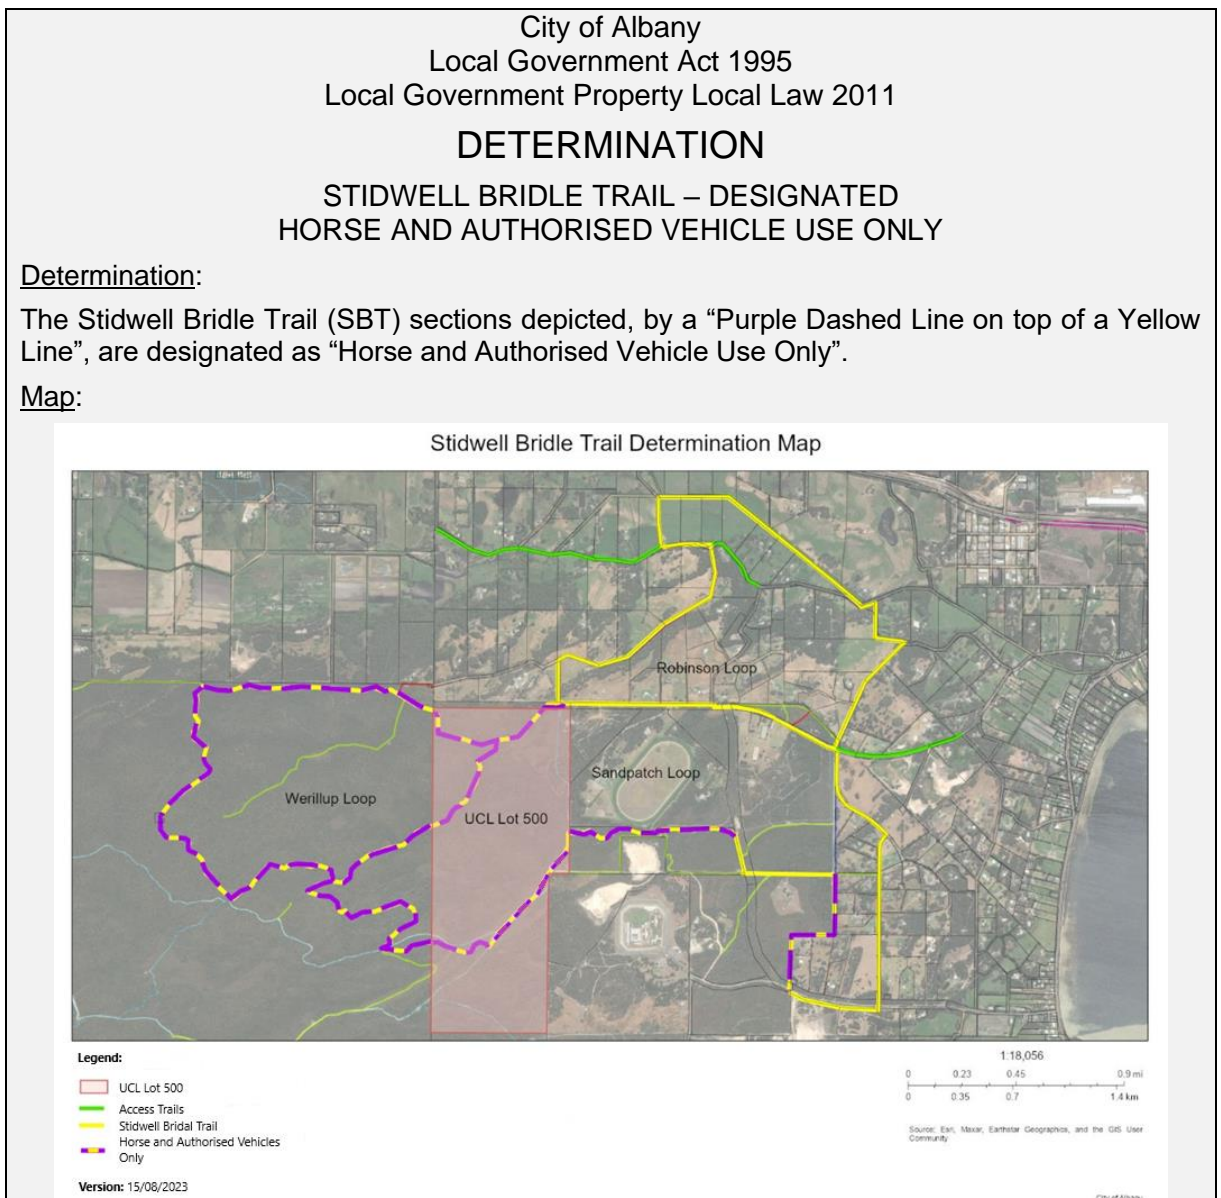 City of Albany
Local Government Act 1995
Local Government Property Local Law 2011
DETERMINATION
STIDWELL BRIDLE TRAIL – DESIGNATED
HORSE AND AUTHORISED VEHICLE USE ONLY
Determination:
The Stidwell Bridle Trail (SBT) sections depicted, by a “Purple Dashed Line on top of a Yellow
Line”, are designated as “Horse and Authorised Vehicle Use Only”.
Map:
Stidwell Bridle Trail Determination Map
Robinson Loop
Sandpatch Loop
Werillup Loop
UCL Lot 500
Legend:
UCL Lot 500
Access Trails
Stidwell Bridal Trail
Horse and Authorised Vehicles
Only
Version: 15/08/2023
1:18,056
0 0.23 0.45 0.9 mi
0 0.35 0.7 1.4 km
Source: Esri, Maxar, Earthstar Geographics, and the GIS User
Community
City of Albany